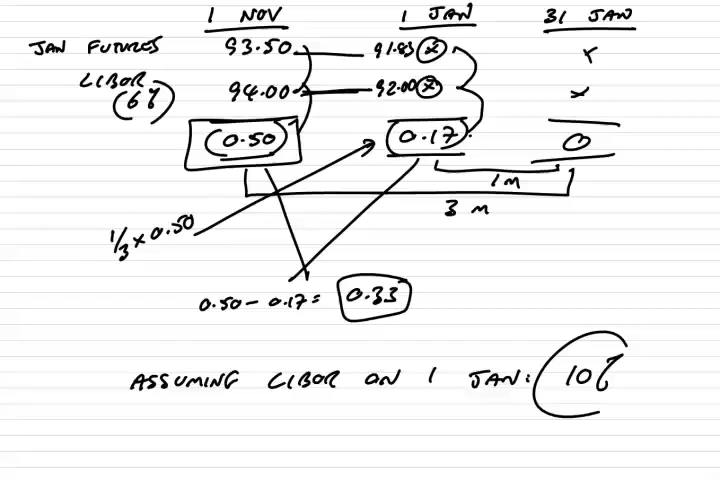 1 NOV 1 JAN 31 JAN
JAN FUTURES 93.50 91.83 x x
LIBOR 94.00 92.00 x x
(6%)
(0.50) 0.17 0
1 M
3 M
1/3 x 0.50
0.50 - 0.17 = 0.33
ASSUMING LIBOR ON 1 JAN: 10%